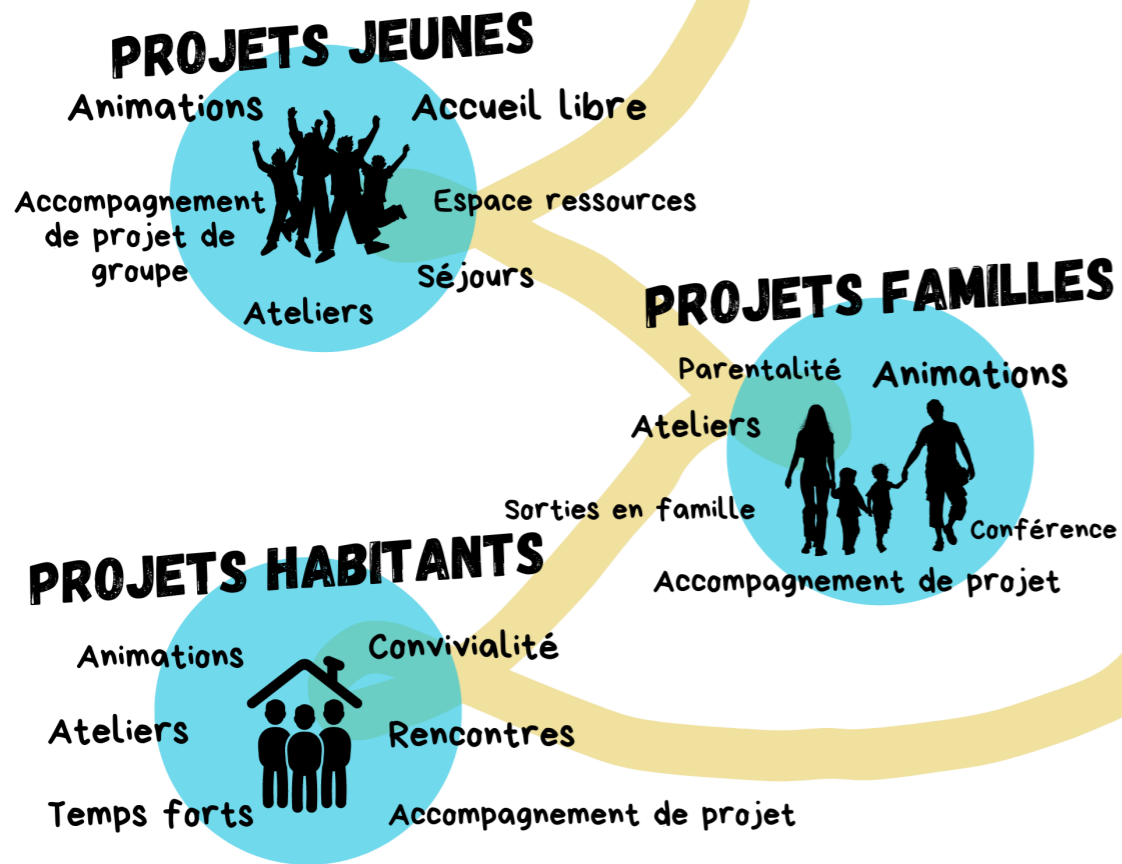 PROJETS JEUNES
Animations
Accueil libre
Accompagnement
de projet de
groupe
Espace ressources
Séjours
Ateliers
PROJETS FAMILLES
Parentalité
Animations
Ateliers
Sorties en famille
Conférence
Accompagnement de projet
PROJETS HABITANTS
Animations
Convivialité
Ateliers
Rencontres
Temps forts
Accompagnement de projet